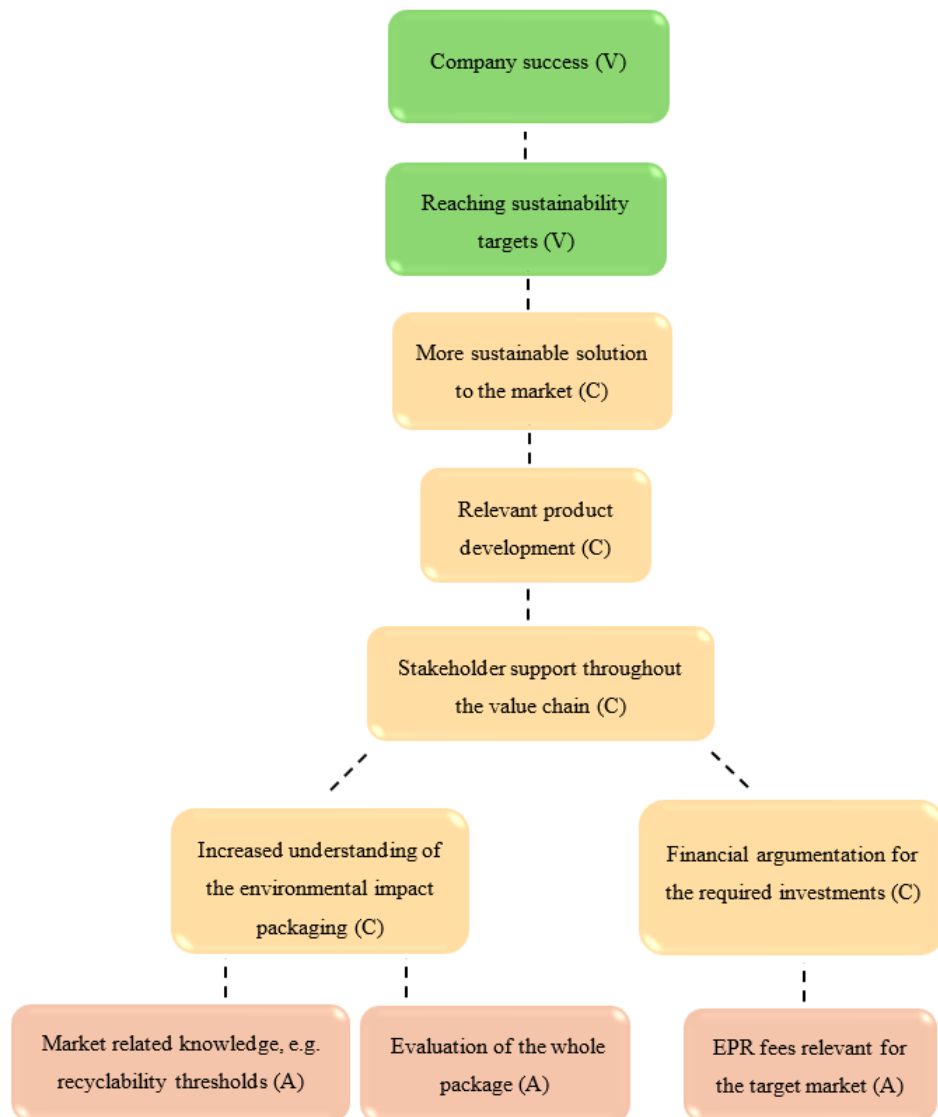 Company success (V)
Reaching sustainability
targets (V)
More sustainable solution
to the market (C)
Relevant product
development (C)
Stakeholder support throughout
the value chain (C)
Increased understanding of
the environmental impact
packaging (C)
Financial argumentation for
the required investments (C)
Market related knowledge, e.g.
recyclability thresholds (A)
Evaluation of the whole
package (A)
EPR fees relevant for
the target market (A)